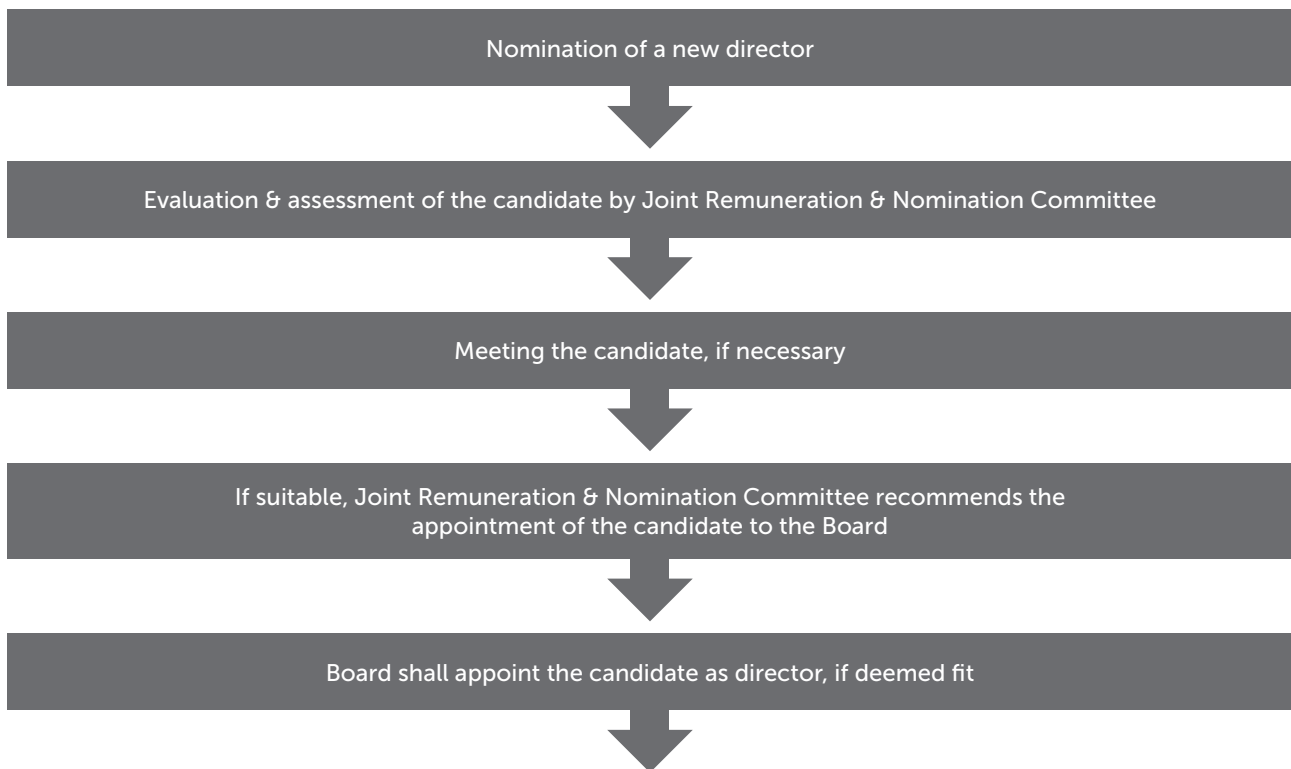 Nomination of a new director
Evaluation & assessment of the candidate by Joint Remuneration & Nomination Committee
Meeting the candidate, if necessary
If suitable, Joint Remuneration & Nomination Committee recommends the
appointment of the candidate to the Board
Board shall appoint the candidate as director, if deemed fit